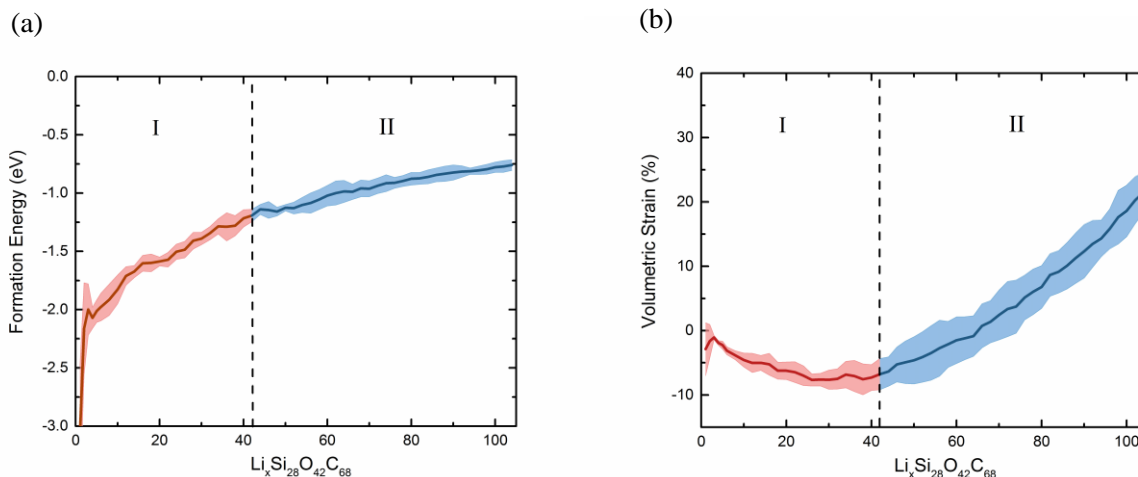 (a)
0.0
-0.5
-1.0
-1.5
-2.0
-2.5
-3.0
Formation Energy (eV)
I
II
0 20 40 60 80 100
LiₓSi₂₈O₄₂C₆₈
(b)
40
30
20
10
0
-10
Volumetric Strain (%)
I
II
0 20 40 60 80 100
LiₓSi₂₈O₄₂C₆₈